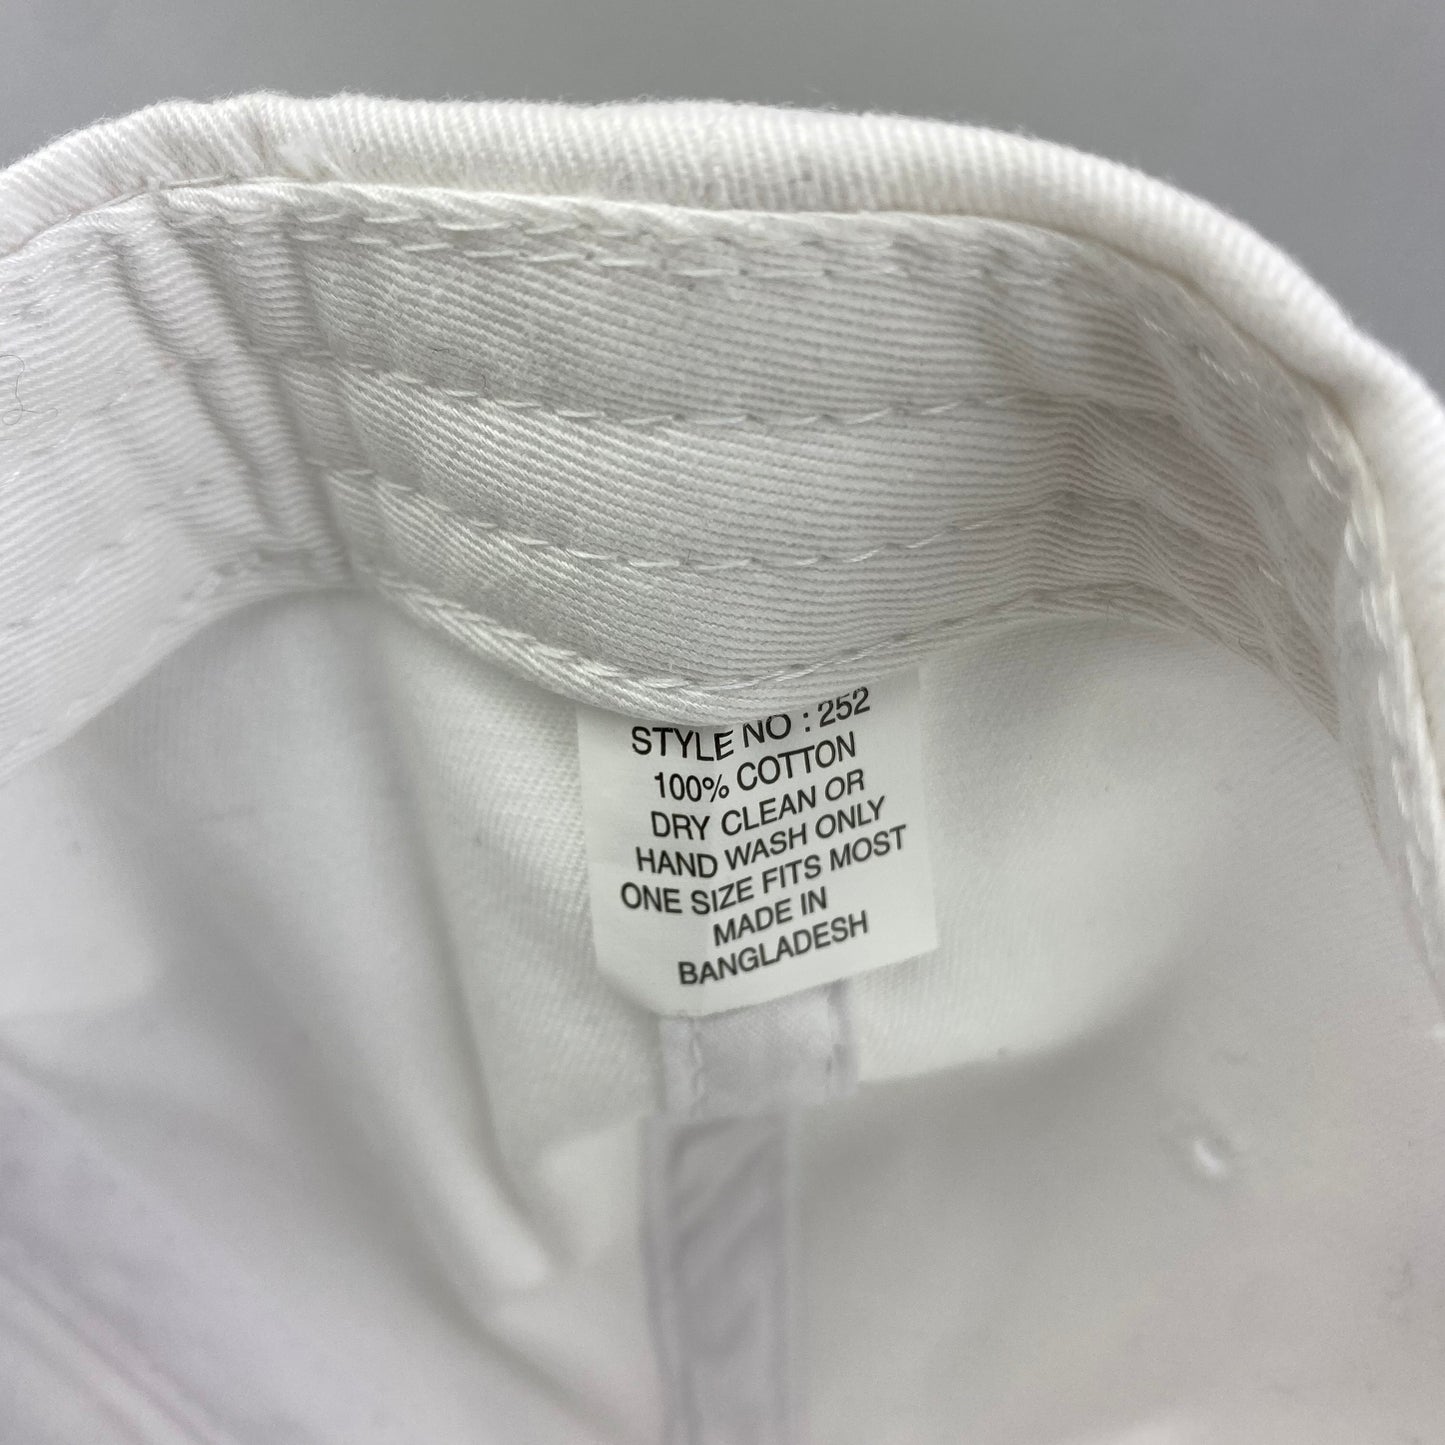 STYLE NO : 252
100% COTTON
DRY CLEAN OR
HAND WASH ONLY
ONE SIZE FITS MOST
MADE IN
BANGLADESH